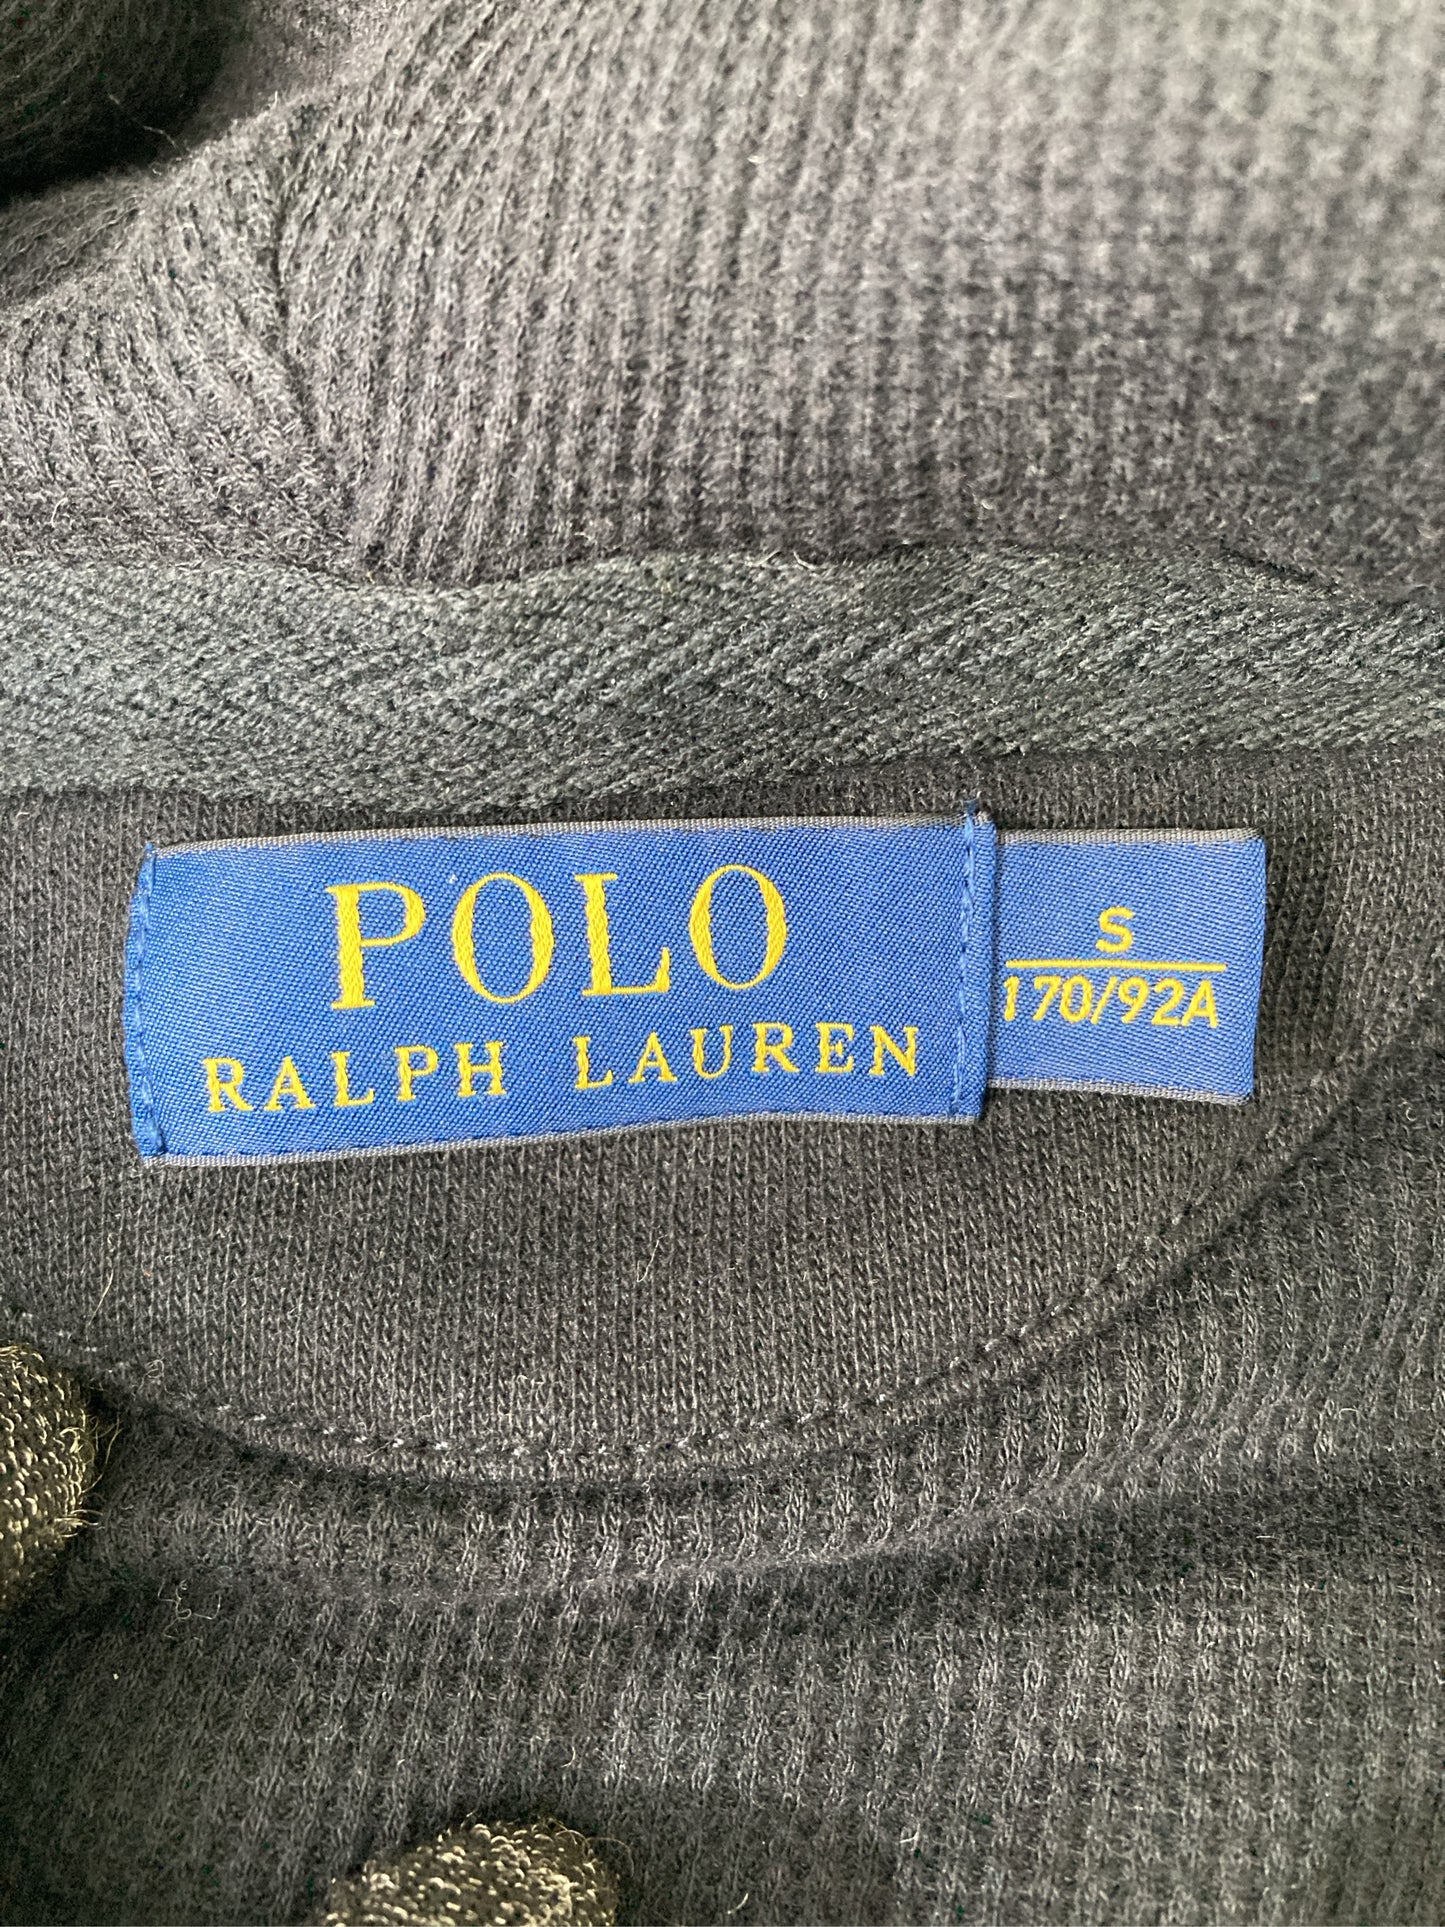 POLO
RALPH LAUREN
S
170/92A